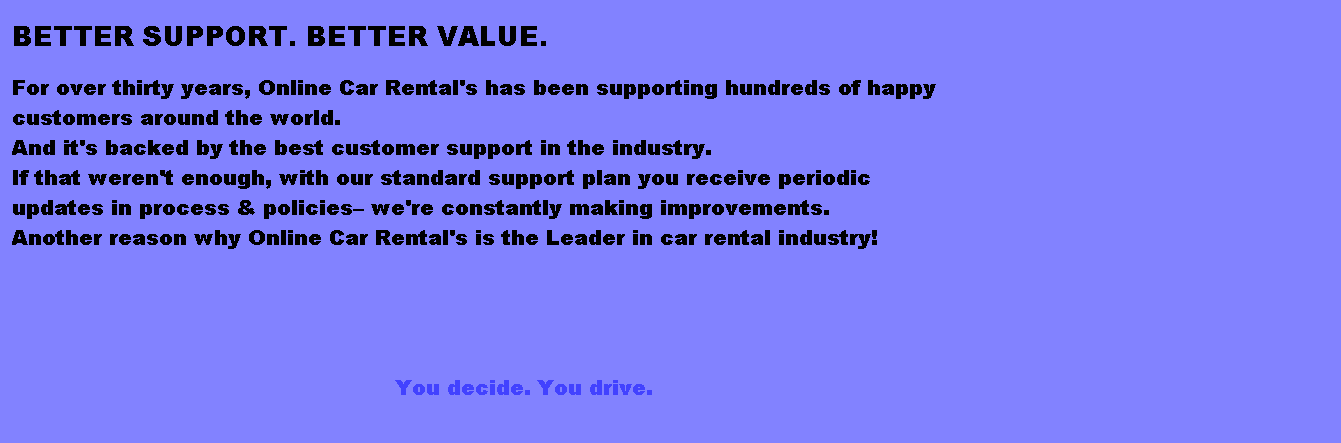 BETTER SUPPORT. BETTER VALUE.
For over thirty years, Online Car Rental's has been supporting hundreds of happy
customers around the world.
And it's backed by the best customer support in the industry.
If that weren't enough, with our standard support plan you receive periodic
updates in process & policies– we're constantly making improvements.
Another reason why Online Car Rental's is the Leader in car rental industry!
You decide. You drive.